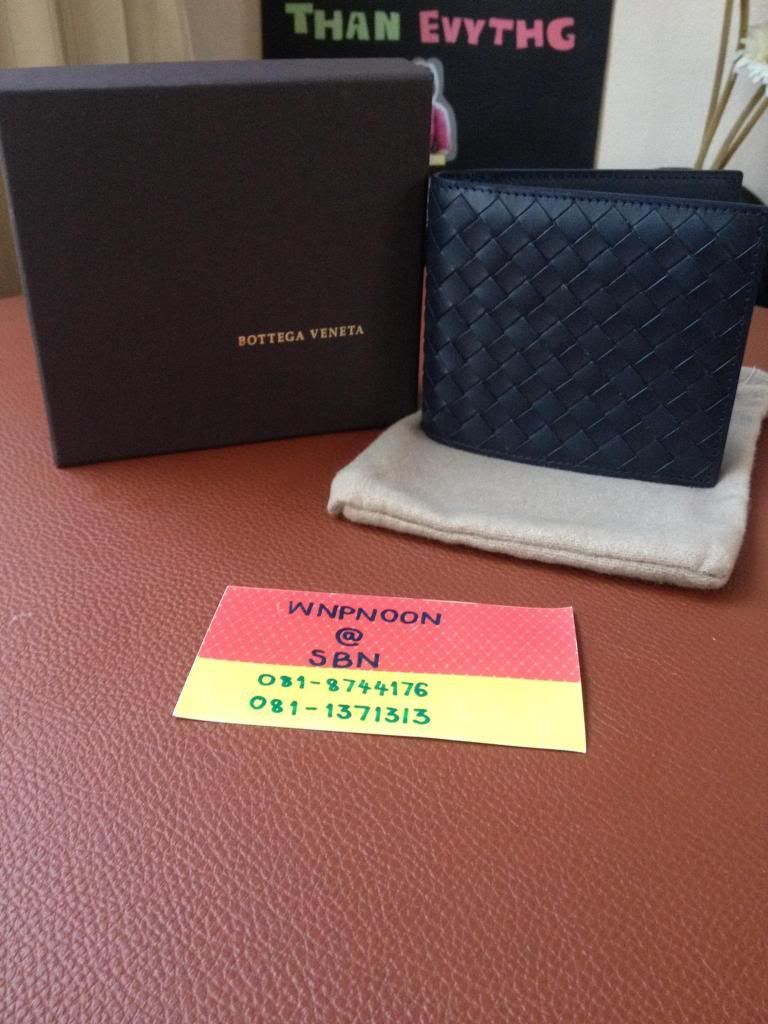 THAN EVYTHG
BOTTEGA VENETA
WNPNOON
@
SBN
081-8744176
081-1371313